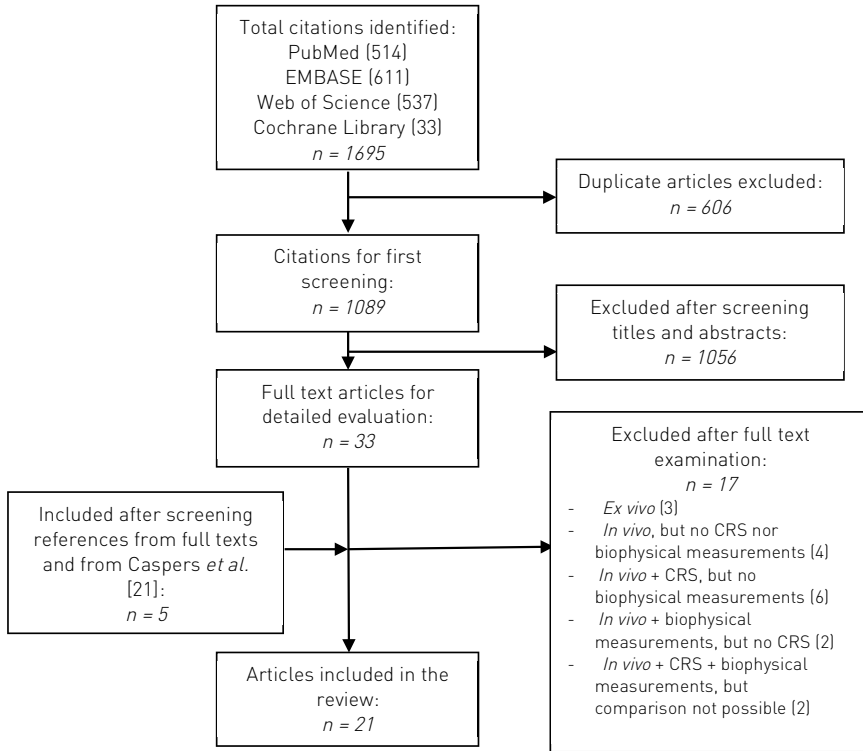 Total citations identified:
PubMed (514)
EMBASE (611)
Web of Science (537)
Cochrane Library (33)
n = 1695
Duplicate articles excluded:
n = 606
Citations for first
screening:
n = 1089
Excluded after screening
titles and abstracts:
n = 1056
Full text articles for
detailed evaluation:
n = 33
Excluded after full text
examination:
n = 17
- Ex vivo (3)
- In vivo, but no CRS nor
biophysical measurements (4)
- In vivo + CRS, but no
biophysical measurements (6)
- In vivo + biophysical
measurements, but no CRS (2)
- In vivo + CRS + biophysical
measurements, but
comparison not possible (2)
Included after screening
references from full texts
and from Caspers et al.
[21]:
n = 5
Articles included in the
review:
n = 21